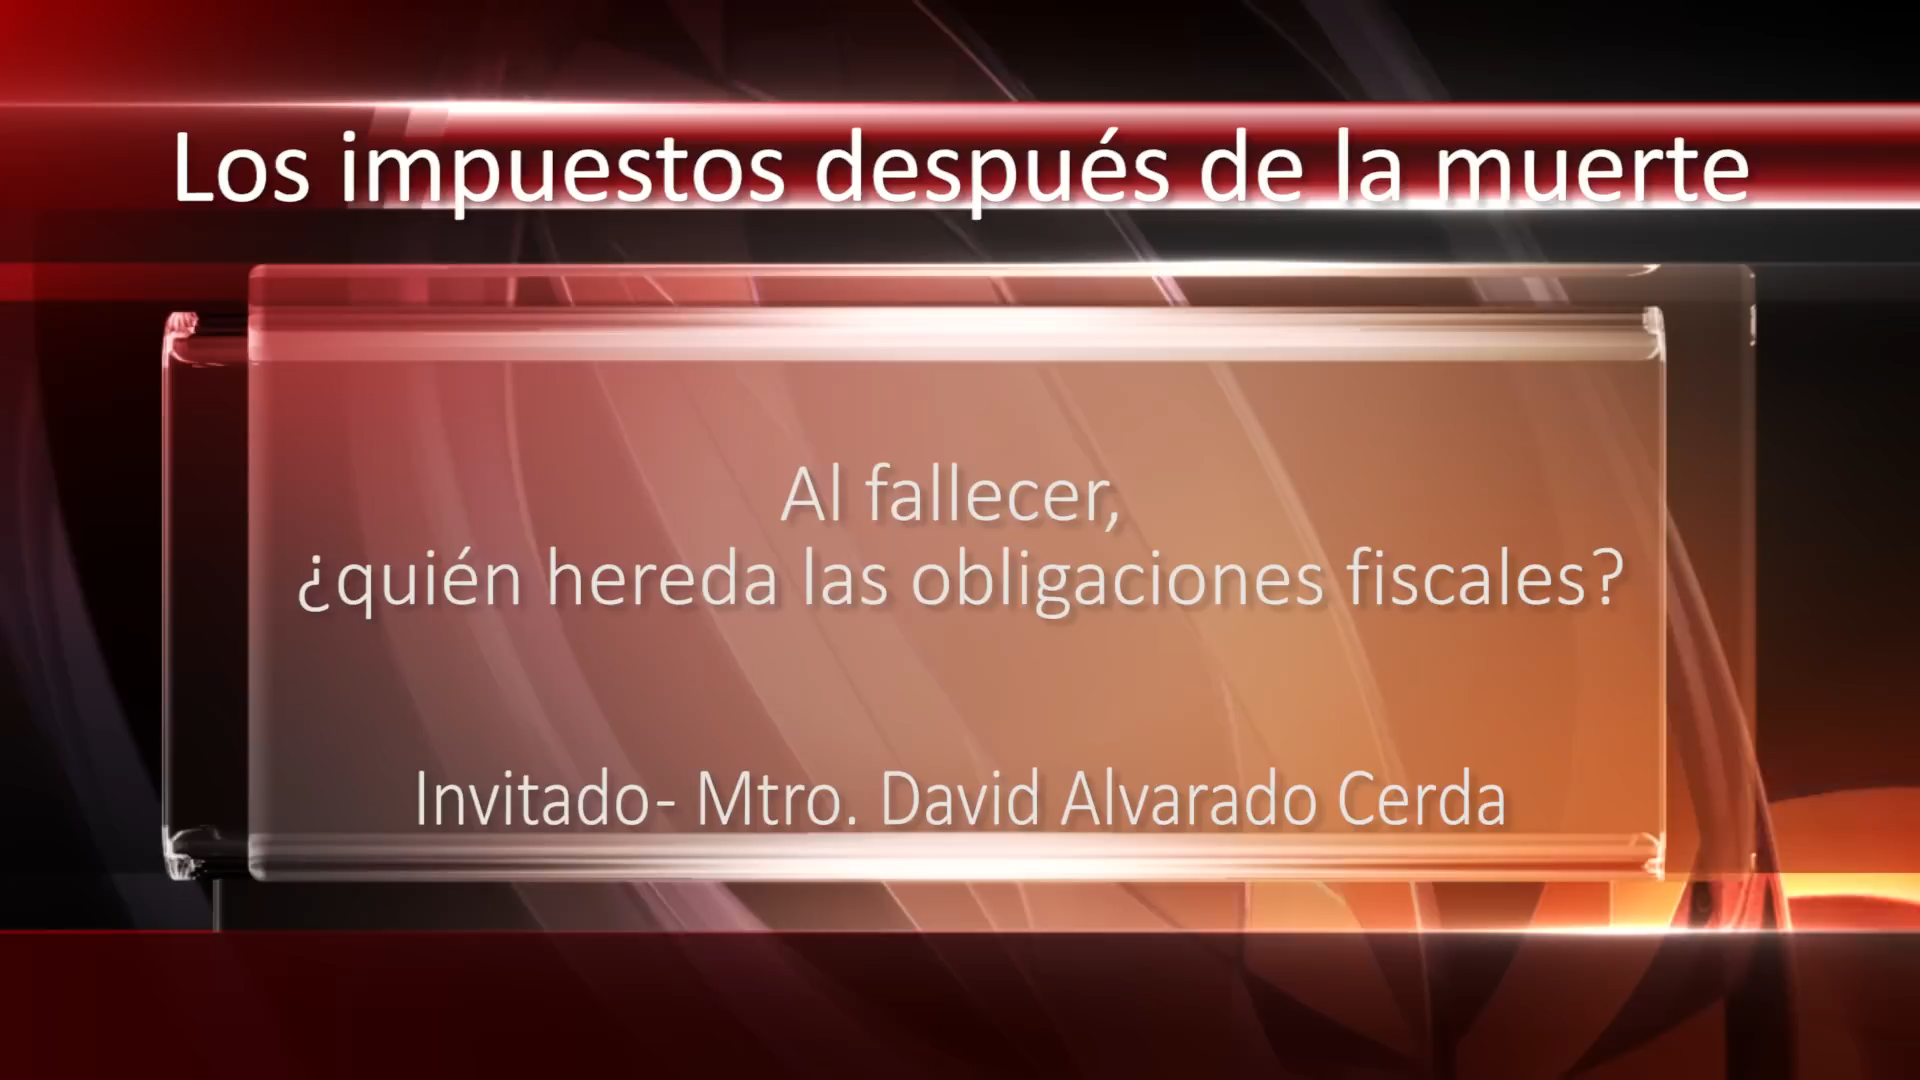 Los impuestos después de la muerte
Al fallecer,
¿quién hereda las obligaciones fiscales?
Invitado- Mtro. David Alvarado Cerda